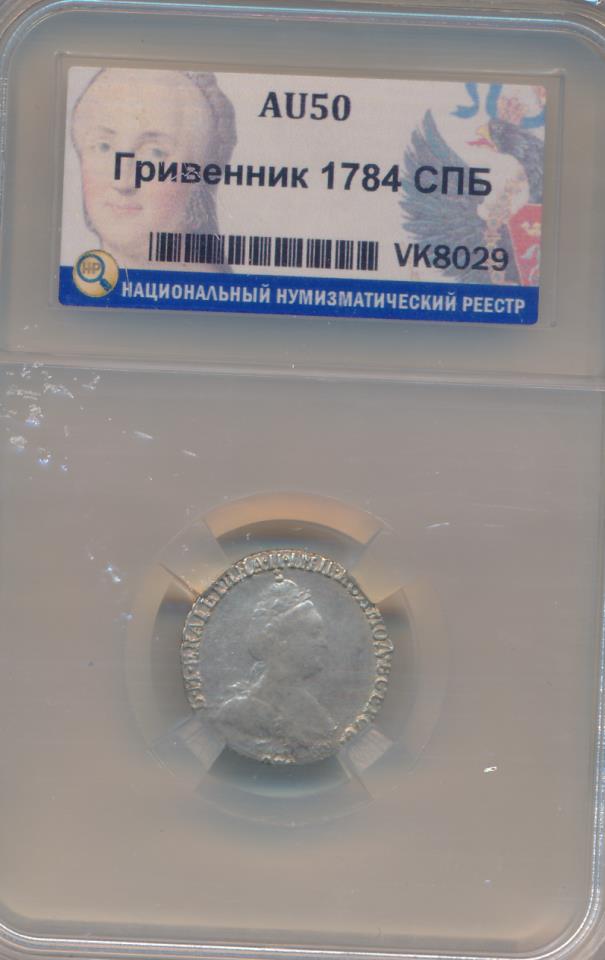 AU50
Гривенник 1784 СПБ
VK8029
НР
НАЦИОНАЛЬНЫЙ НУМИЗМАТИЧЕСКИЙ РЕЕСТР